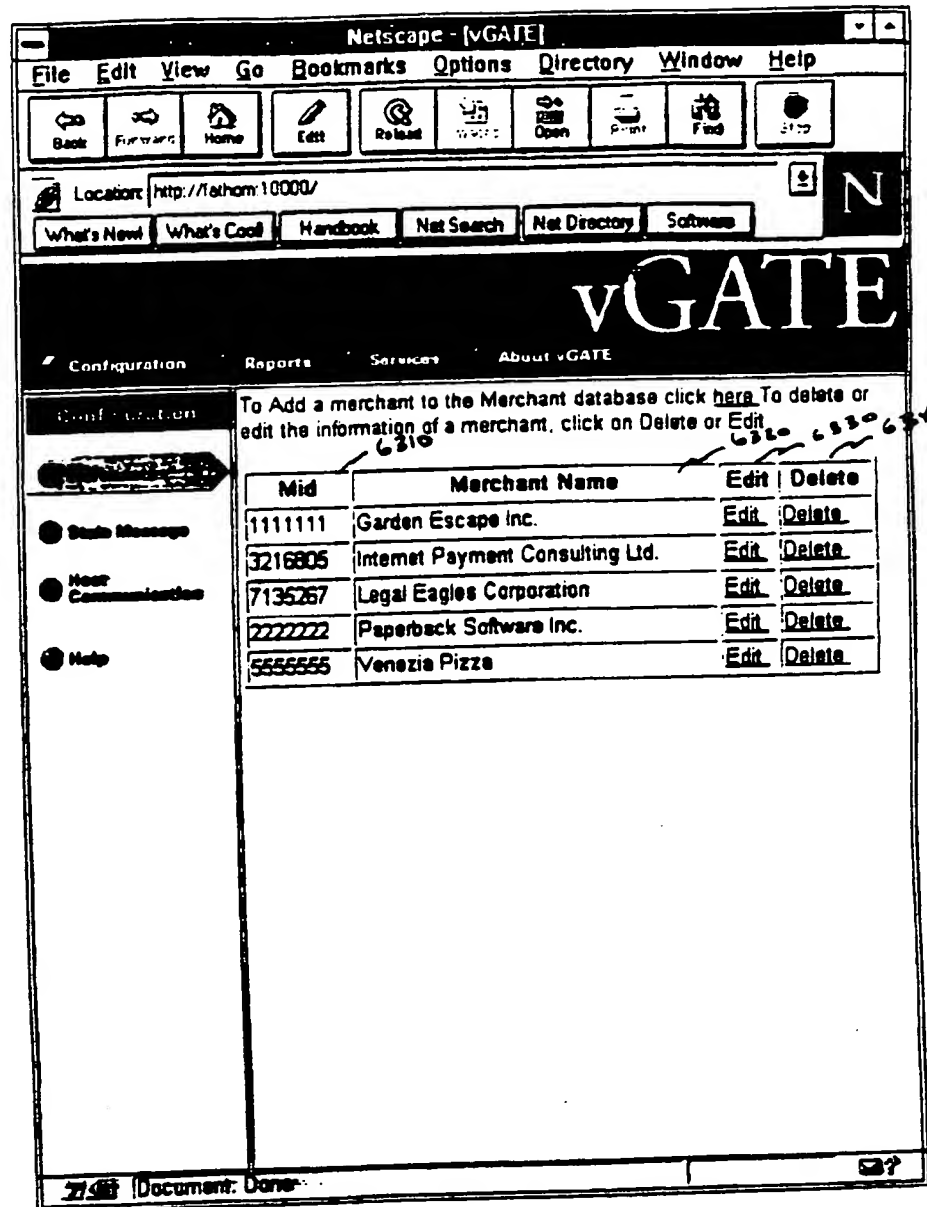 Netscape - [vGATE]
File Edit View Go Bookmarks Options Directory Window Help
Back Forward Home Edit Reload Open Print Find Stop
Location: http://fathom:10000/
N
What's New! What's Cool! Handbook Net Search Net Directory Software
vGATE
Configuration Reports Services About vGATE
Configuration
State Message
Host
Communication
Help
To Add a merchant to the Merchant database click here To delete or
edit the information of a merchant, click on Delete or Edit
6310 6320 6330
Mid Merchant Name Edit Delete
1111111 Garden Escape Inc. Edit Delete
3216805 Internet Payment Consulting Ltd. Edit Delete
7135267 Legal Eagles Corporation Edit Delete
2222222 Paperback Software Inc. Edit Delete
5555555 Venezia Pizza Edit Delete
Document: Done